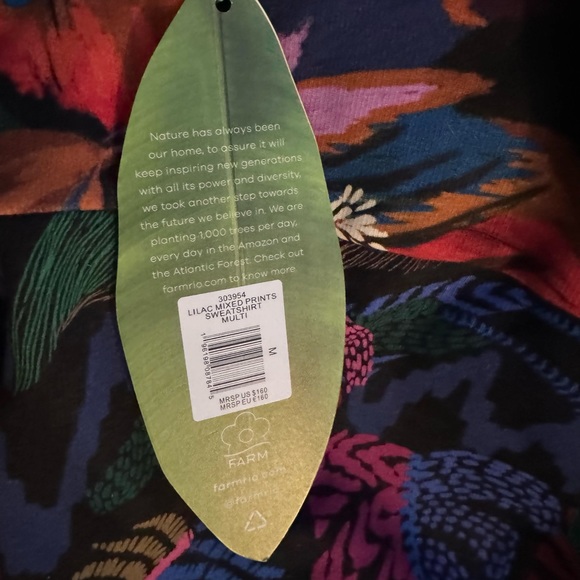 Nature has always been
our home, to assure it will
keep inspiring new generations
with all its power and diversity,
we took another step towards
the future we believe in. We are
planting 1,000 trees per day,
every day in the Amazon and
the Atlantic Forest. Check out
farmrio.com to know more.
303954
LILAC MIXED PRINTS
SWEATSHIRT
MULTI
M
MRSP US $160
MRSP EU €160
FARM
farmrio.com